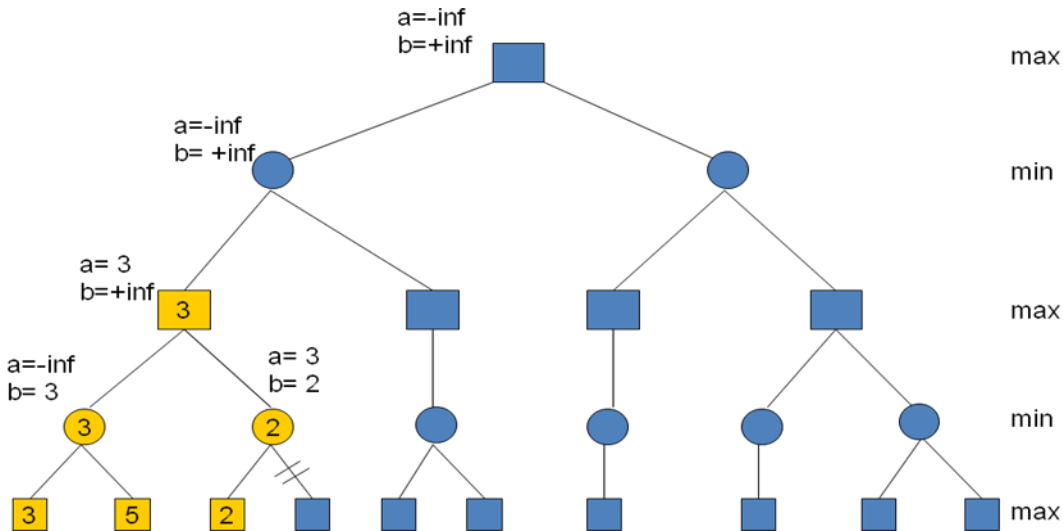 a=-inf
b=+inf
max
a=-inf
b= +inf
min
a= 3
b=+inf
3
max
a=-inf
b= 3
a= 3
b= 2
3
2
min
3
5
2
max